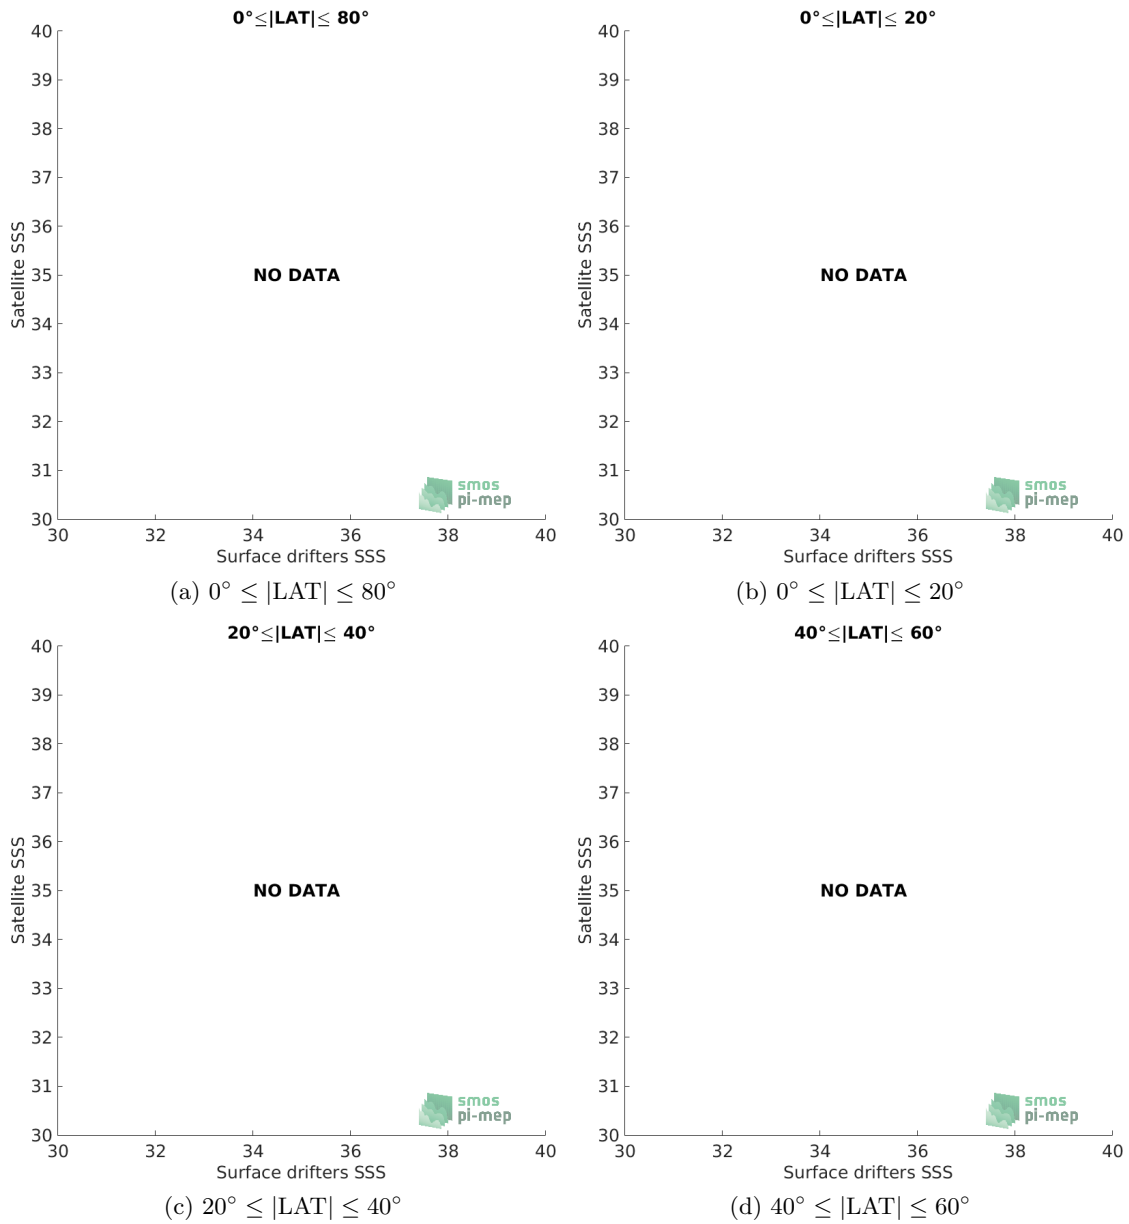 0°≤|LAT|≤ 80°
40
39
38
37
36
35
34
33
32
31
30
Satellite SSS
NO DATA
smos
pi-mep
30 32 34 36 38 40
Surface drifters SSS
(a) 0° ≤ |LAT| ≤ 80°
0°≤|LAT|≤ 20°
40
39
38
37
36
35
34
33
32
31
30
Satellite SSS
NO DATA
smos
pi-mep
30 32 34 36 38 40
Surface drifters SSS
(b) 0° ≤ |LAT| ≤ 20°
20°≤|LAT|≤ 40°
40
39
38
37
36
35
34
33
32
31
30
Satellite SSS
NO DATA
smos
pi-mep
30 32 34 36 38 40
Surface drifters SSS
(c) 20° ≤ |LAT| ≤ 40°
40°≤|LAT|≤ 60°
40
39
38
37
36
35
34
33
32
31
30
Satellite SSS
NO DATA
smos
pi-mep
30 32 34 36 38 40
Surface drifters SSS
(d) 40° ≤ |LAT| ≤ 60°